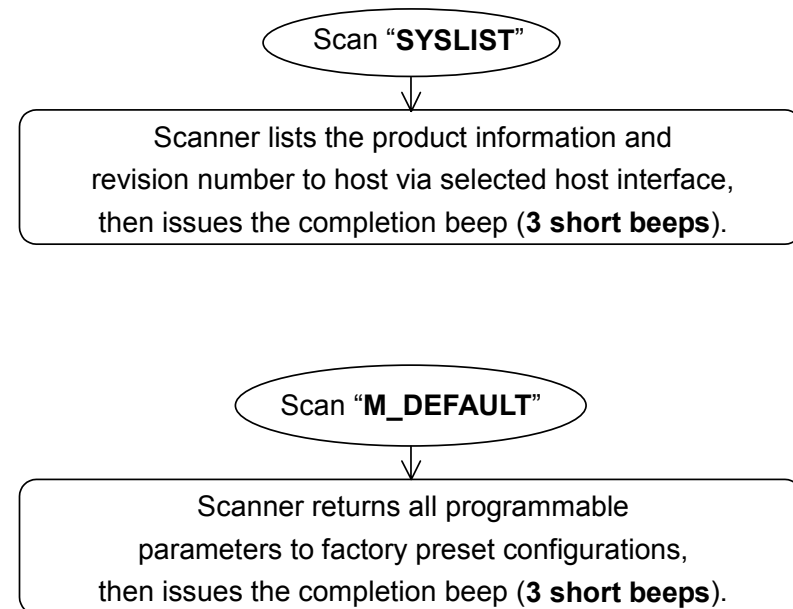 Scan “SYSLIST”
Scanner lists the product information and
revision number to host via selected host interface,
then issues the completion beep (3 short beeps).
Scan “M_DEFAULT”
Scanner returns all programmable
parameters to factory preset configurations,
then issues the completion beep (3 short beeps).